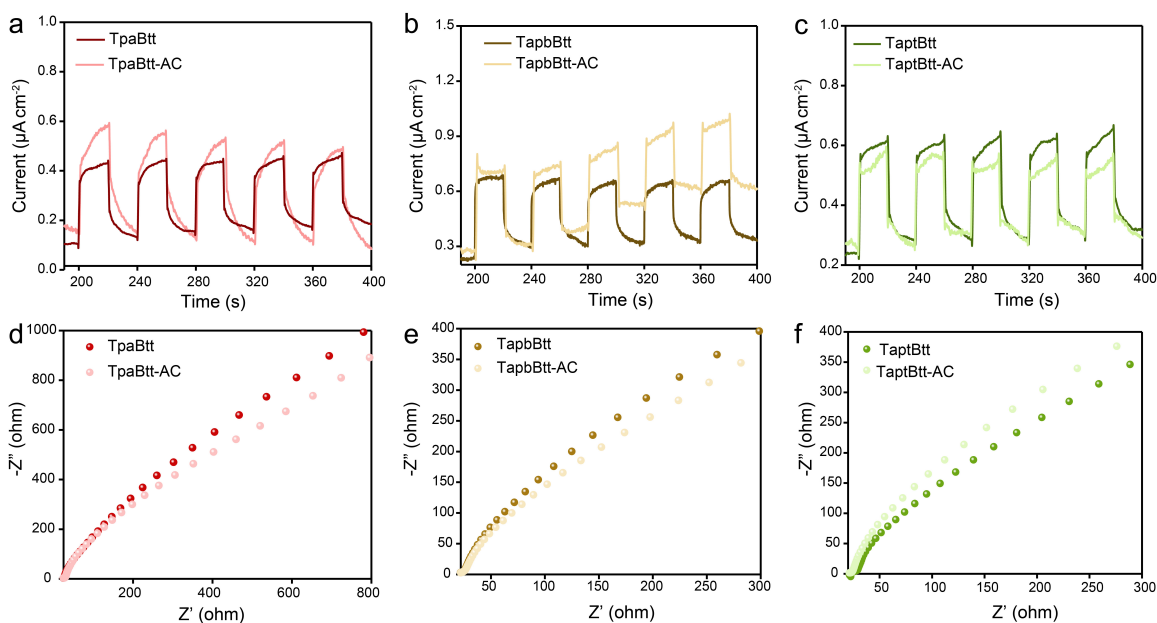 a
TpaBtt
TpaBtt-AC
Current (µA cm-2)
1.0
0.8
0.6
0.4
0.2
0.0
200 240 280 320 360 400
Time (s)
b
TapbBtt
TapbBtt-AC
Current (µA cm-2)
1.5
1.2
0.9
0.6
0.3
200 240 280 320 360 400
Time (s)
c
TaptBtt
TaptBtt-AC
Current (µA cm-2)
1.0
0.8
0.6
0.4
0.2
200 240 280 320 360 400
Time (s)
d
TpaBtt
TpaBtt-AC
-Z" (ohm)
1000
800
600
400
200
0
200 400 600 800
Z' (ohm)
e
TapbBtt
TapbBtt-AC
-Z" (ohm)
400
350
300
250
200
150
100
50
0
50 100 150 200 250 300
Z' (ohm)
f
TaptBtt
TaptBtt-AC
-Z" (ohm)
400
350
300
250
200
150
100
50
0
50 100 150 200 250 300
Z' (ohm)